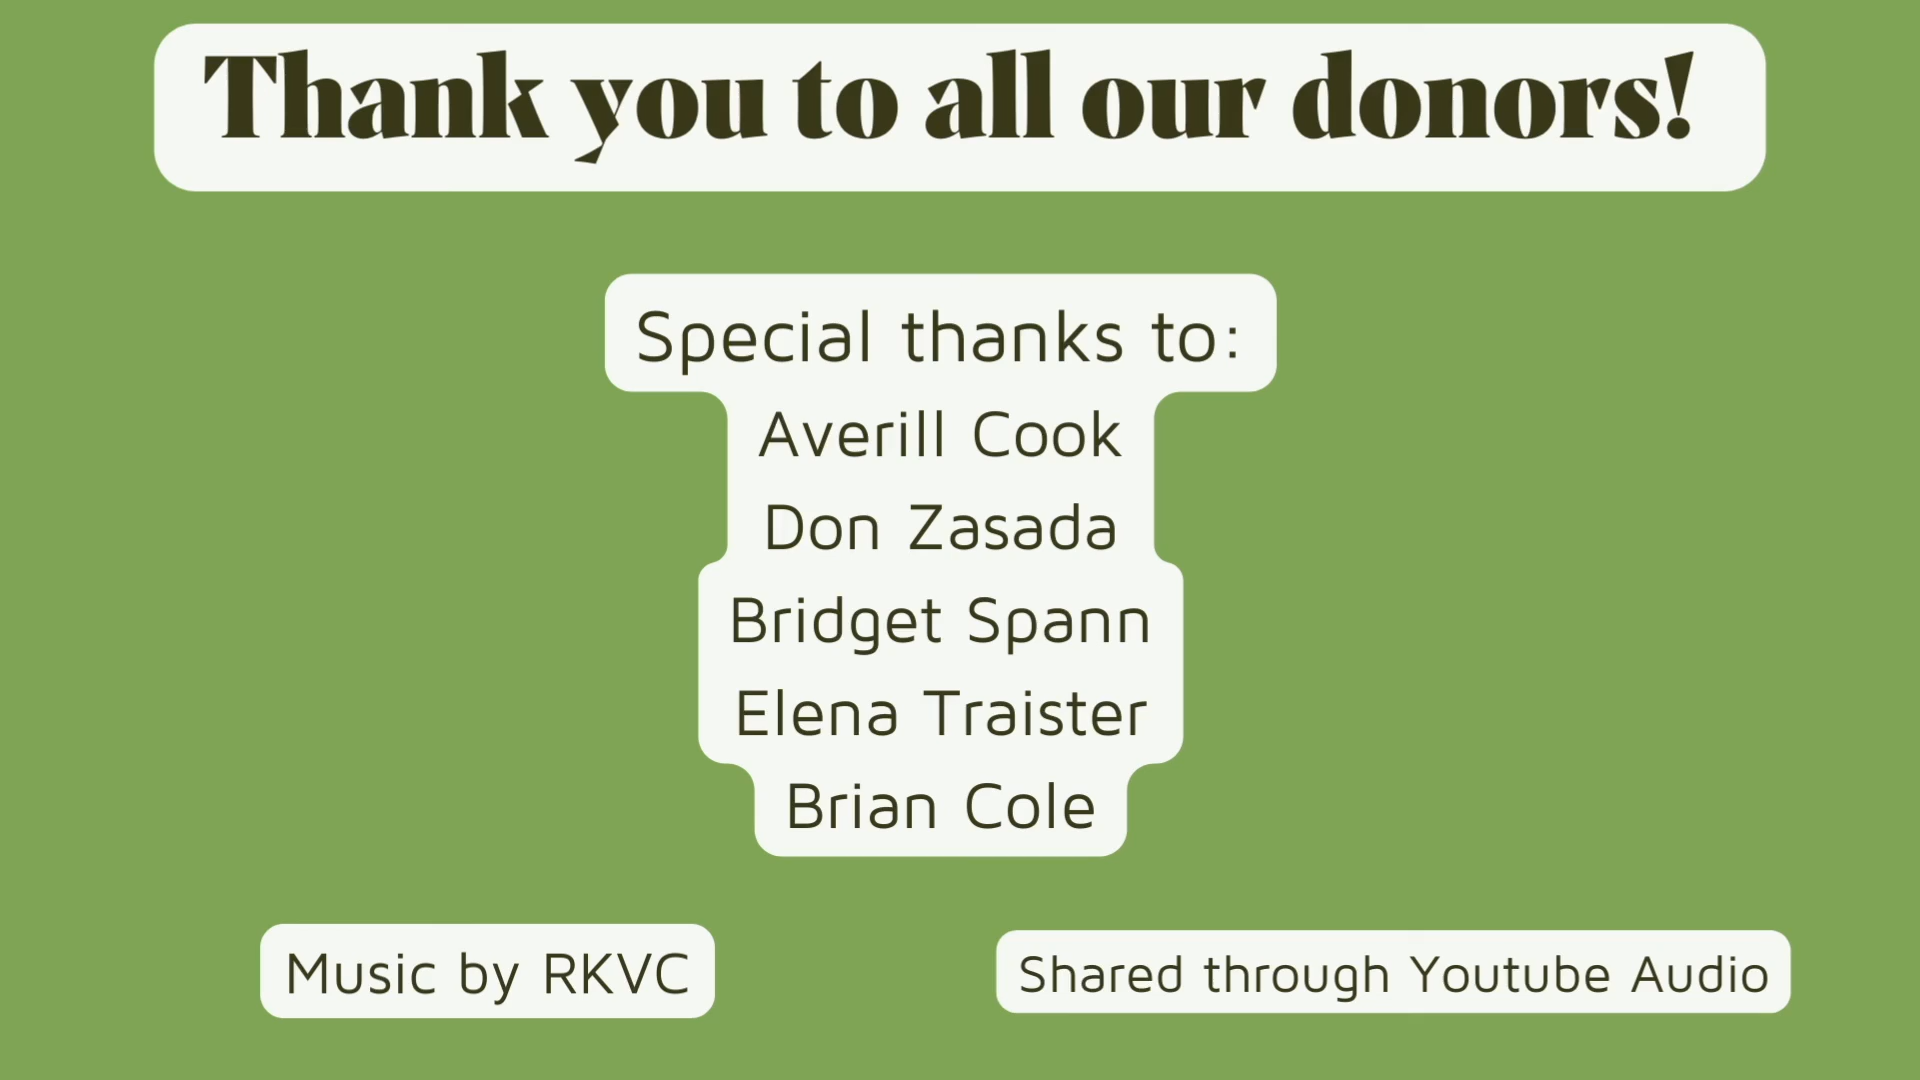 Thank you to all our donors!
Special thanks to:
Averill Cook
Don Zasada
Bridget Spann
Elena Traister
Brian Cole
Music by RKVC
Shared through Youtube Audio